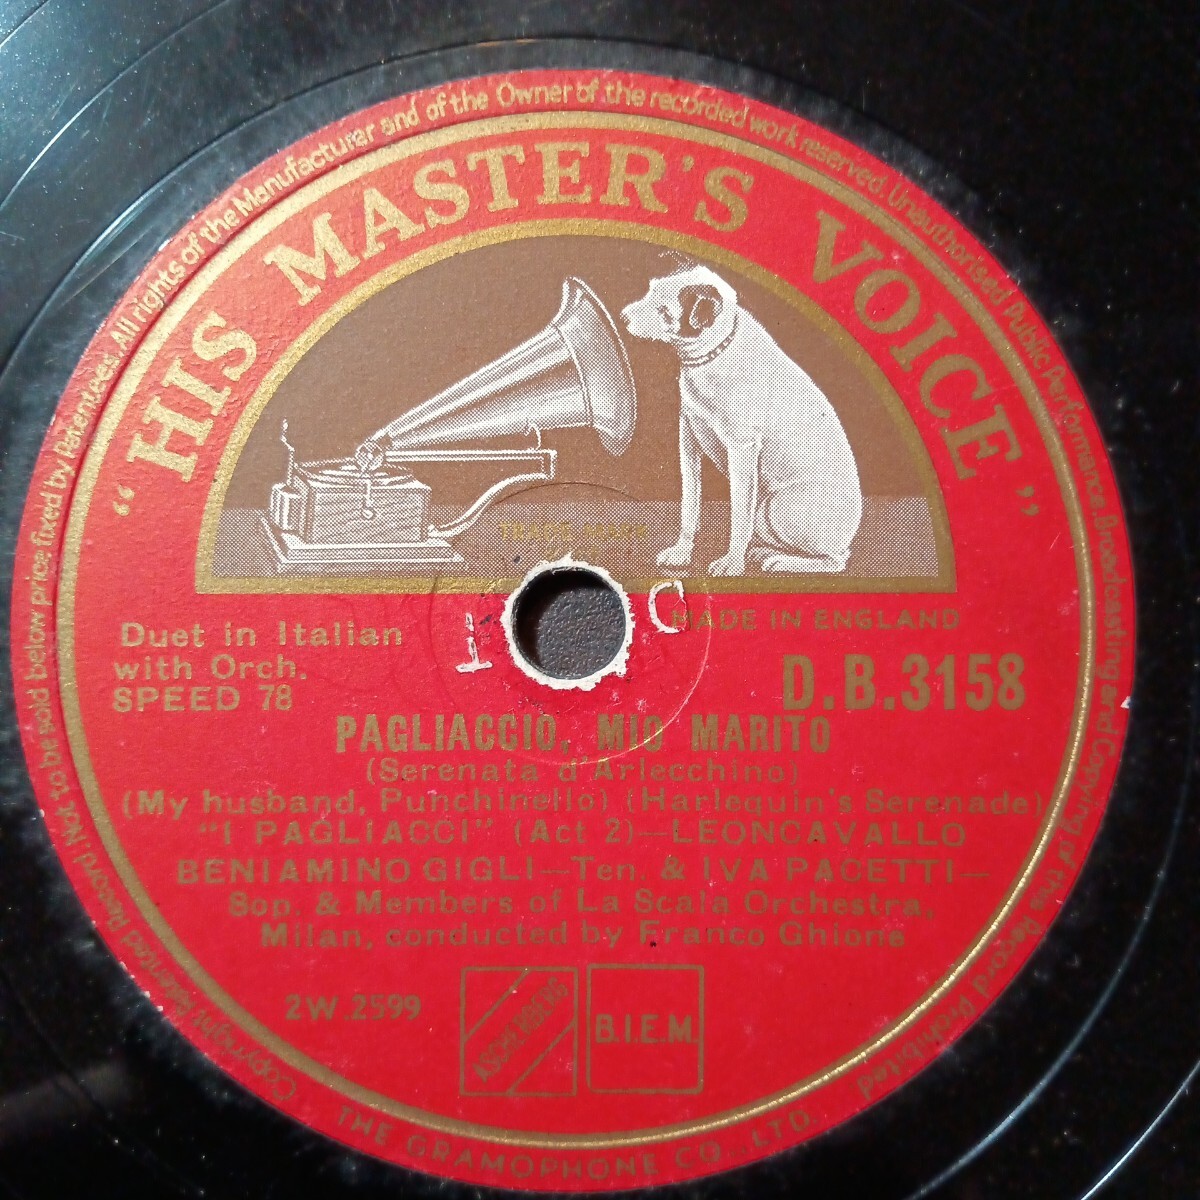 Copyright Patented Record: Not to be sold below price fixed by Patentees. All rights of the Manufacturer and of the Owner of the recorded work reserved. Unauthorised Public Performance Broadcasting and Copying of this Record Prohibited
"HIS MASTER'S VOICE"
TRADE MARK
MADE IN ENGLAND
1 C
Duet in Italian
with Orch.
SPEED 78
D.B.3158
PAGLIACCIO, MIO MARITO
(Serenata d'Arlecchino)
(My husband, Punchinello) (Harlequin's Serenade)
"I PAGLIACCI" (Act 2)—LEONCAVALLO
BENIAMINO GIGLI—Ten. & IVA PACETTI—
Sop. & Members of La Scala Orchestra,
Milan, conducted by Franco Ghione
2W.2599
ASCHERBERG
B.I.E.M.
THE GRAMOPHONE CO., LTD.